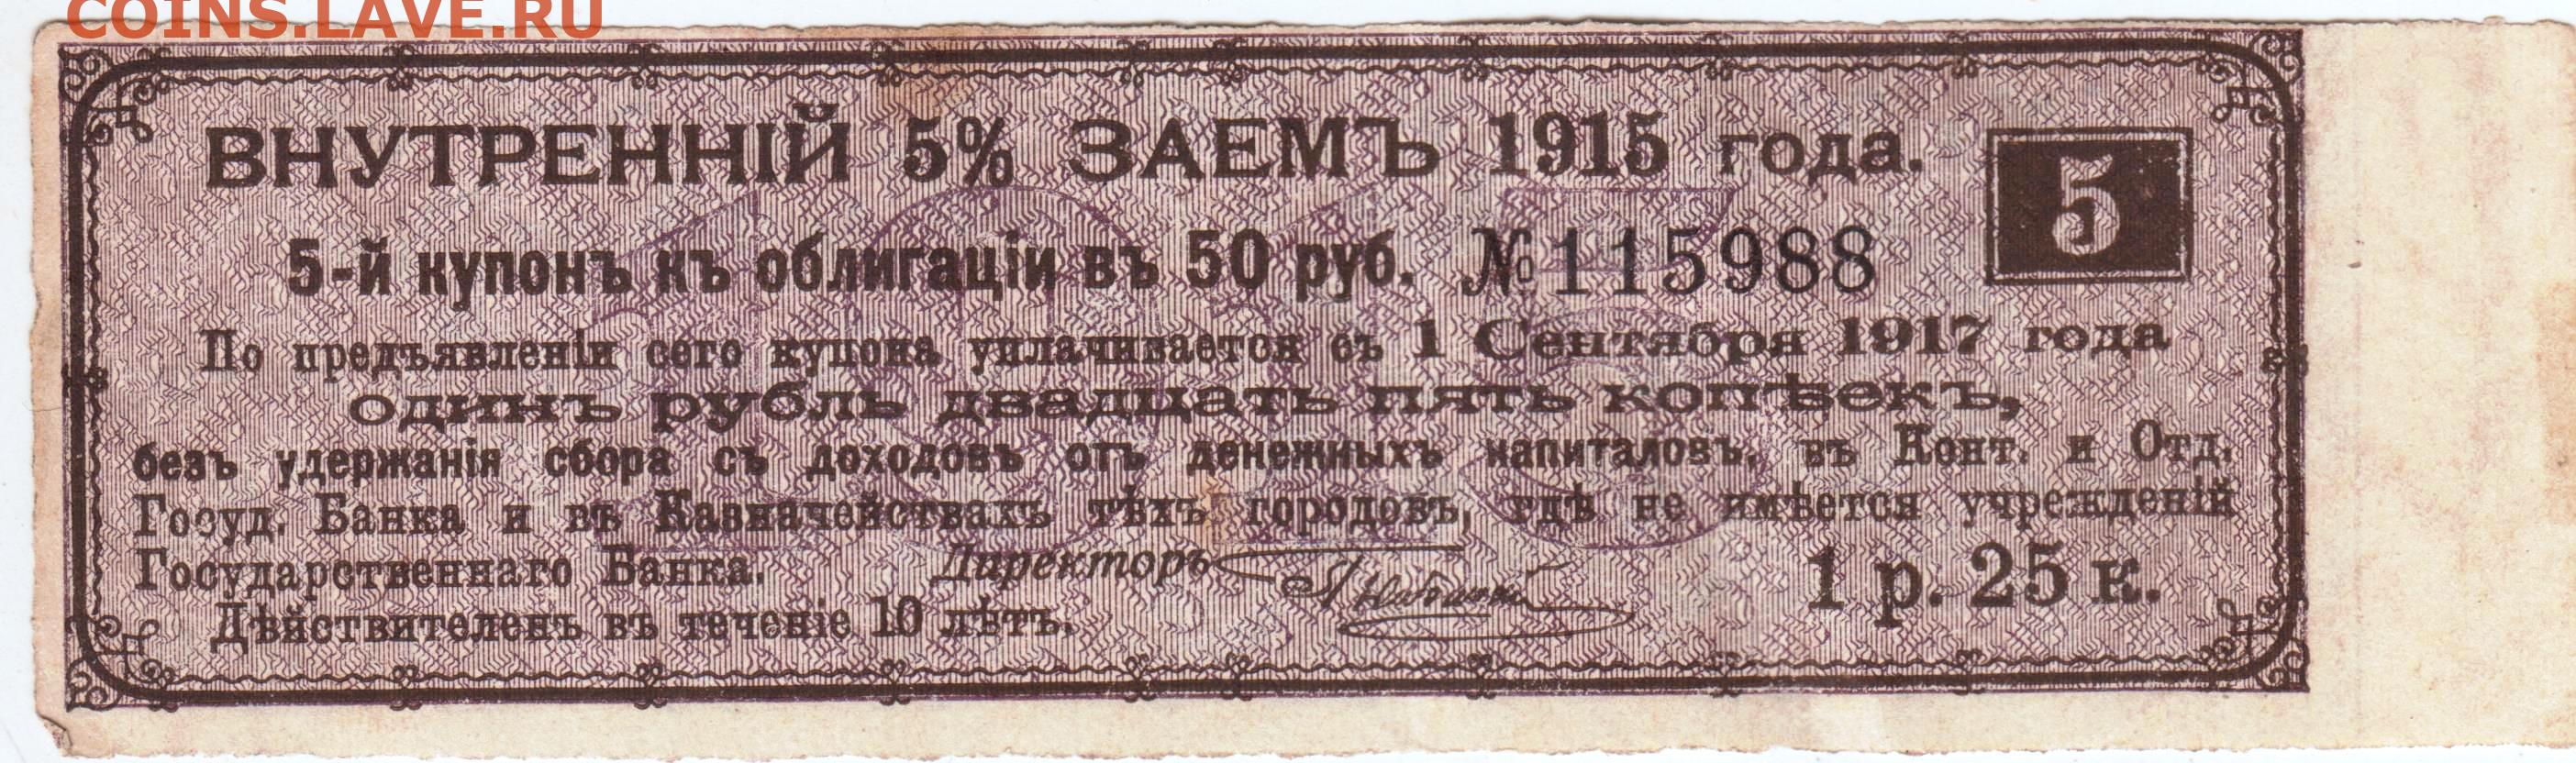 COINS.LAVE.RU
ВНУТРЕННІЙ 5% ЗАЕМЪ 1915 года.
5
5-й купонъ къ облигаціи въ 50 руб. № 115988
По предъявленіи сего купона уплачивается съ 1 Сентября 1917 года
одинъ рубль двадцать пять копѣекъ,
безъ удержанія сбора съ доходовъ отъ денежныхъ капиталовъ, въ Конт. и Отд.
Госуд. Банка и въ Казначействахъ тѣхъ городовъ, гдѣ не имѣется учрежденій
Государственнаго Банка.
Директоръ
1 р. 25 к.
Дѣйствителенъ въ теченіе 10 лѣтъ.